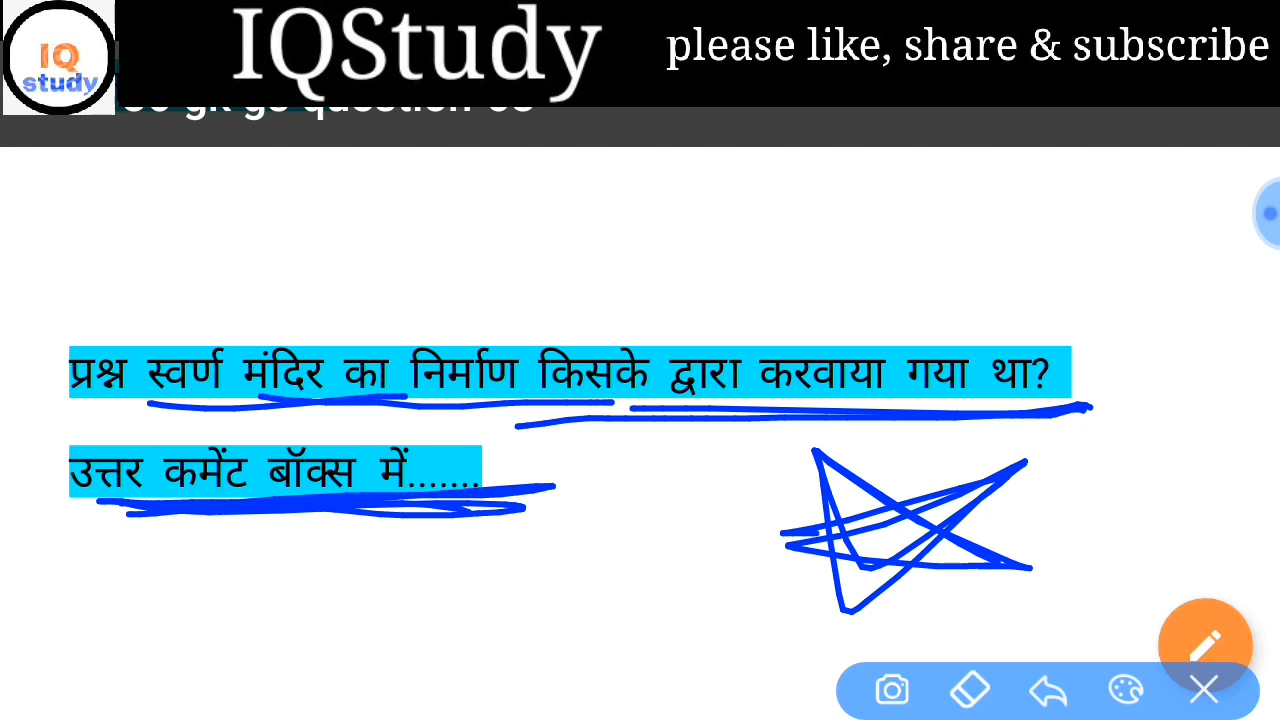 IQStudy
please like, share & subscribe
IQ
study
प्रश्न स्वर्ण मंदिर का निर्माण किसके द्वारा करवाया गया था?
उत्तर कमेंट बॉक्स में.......